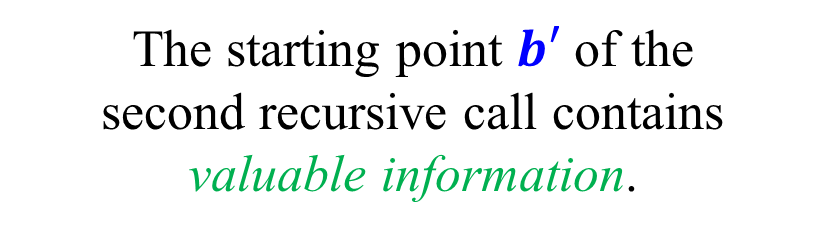 The starting point b′ of the
second recursive call contains
valuable information.